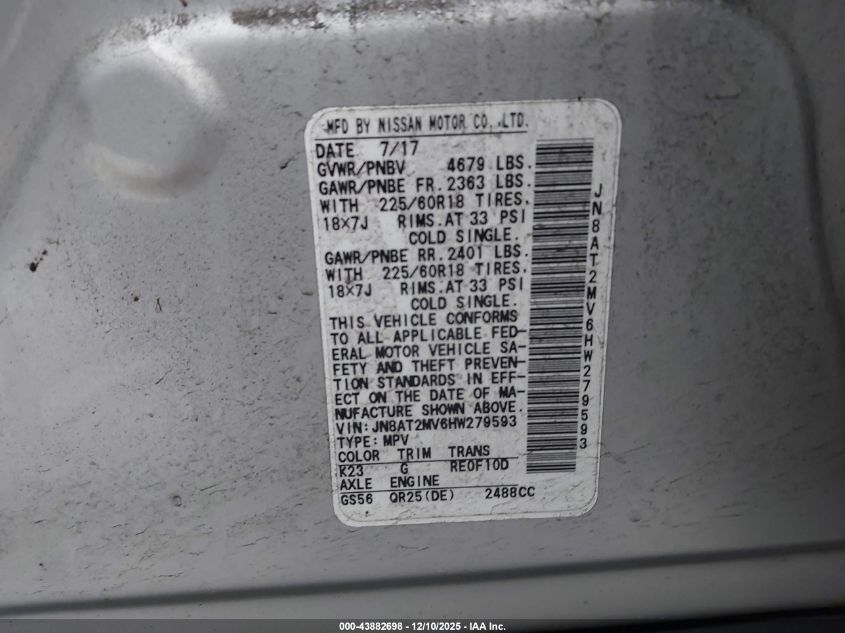 MFD BY NISSAN MOTOR CO.,LTD.
DATE 7/17
GVWR/PNBV 4679 LBS.
GAWR/PNBE FR. 2363 LBS.
WITH 225/60R18 TIRES.
18×7J RIMS.AT 33 PSI
COLD SINGLE.
GAWR/PNBE RR. 2401 LBS.
WITH 225/60R18 TIRES.
18×7J RIMS.AT 33 PSI
COLD SINGLE.
THIS VEHICLE CONFORMS
TO ALL APPLICABLE FED-
ERAL MOTOR VEHICLE SA-
FETY AND THEFT PREVEN-
TION STANDARDS IN EFF-
ECT ON THE DATE OF MA-
NUFACTURE SHOWN ABOVE.
VIN: JN8AT2MV6HW279593
TYPE: MPV
COLOR TRIM TRANS
K23 G RE0F10D
AXLE ENGINE
GS56 QR25(DE) 2488CC
JN8AT2MV6HW279593
000-43882698 - 12/10/2025 - IAA Inc.